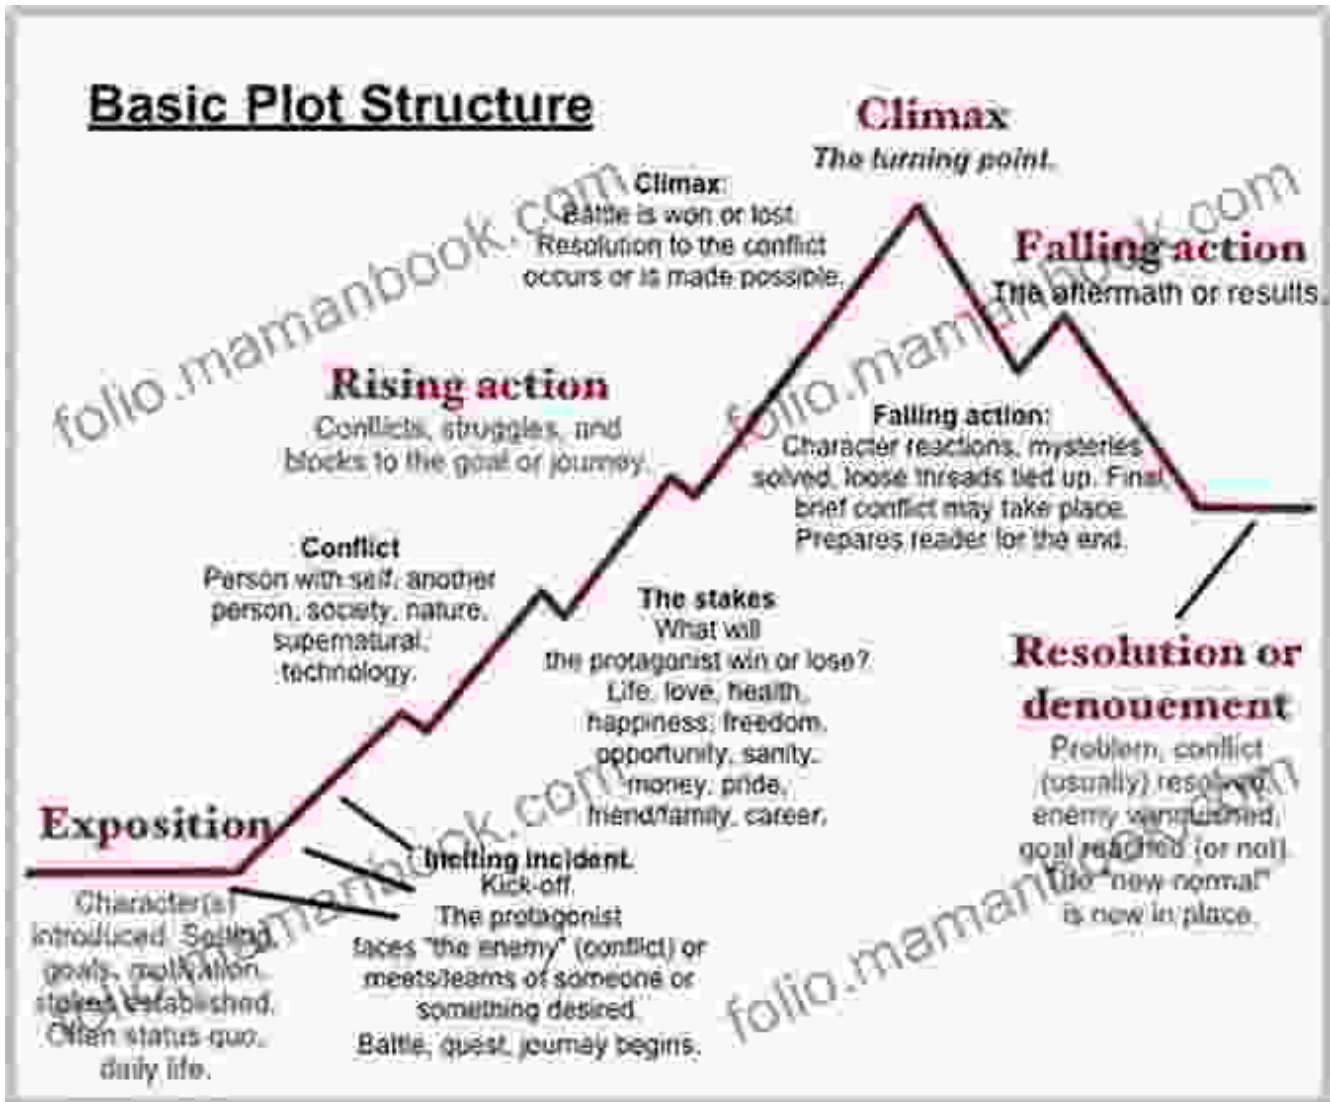 Basic Plot Structure
Climax
The turning point.
Climax:
Battle is won or lost.
Resolution to the conflict
occurs or is made possible.
Falling action
The aftermath or results.
Rising action
Conflicts, struggles, and
blocks to the goal or journey.
Falling action:
Character reactions, mysteries
solved, loose threads tied up. Final,
brief conflict may take place.
Prepares reader for the end.
Conflict
Person with self, another
person, society, nature,
supernatural,
technology.
The stakes
What will
the protagonist win or lose?
Life, love, health,
happiness, freedom,
opportunity, sanity,
money, pride,
friend/family, career.
Resolution or
denouement
Problem, conflict
(usually) resolved,
enemy vanquished,
goal reached (or not).
The "new normal"
is now in place.
Exposition
Character(s)
introduced. Setting,
goals, motivation,
stakes established.
Often status quo,
daily life.
Inciting incident.
Kick-off.
The protagonist
faces "the enemy" (conflict) or
meets/learns of someone or
something desired.
Battle, quest, journey begins.
folio.mamanbook.com
folio.mamanbook.com
folio.mamanbook.com
folio.mamanbook.com